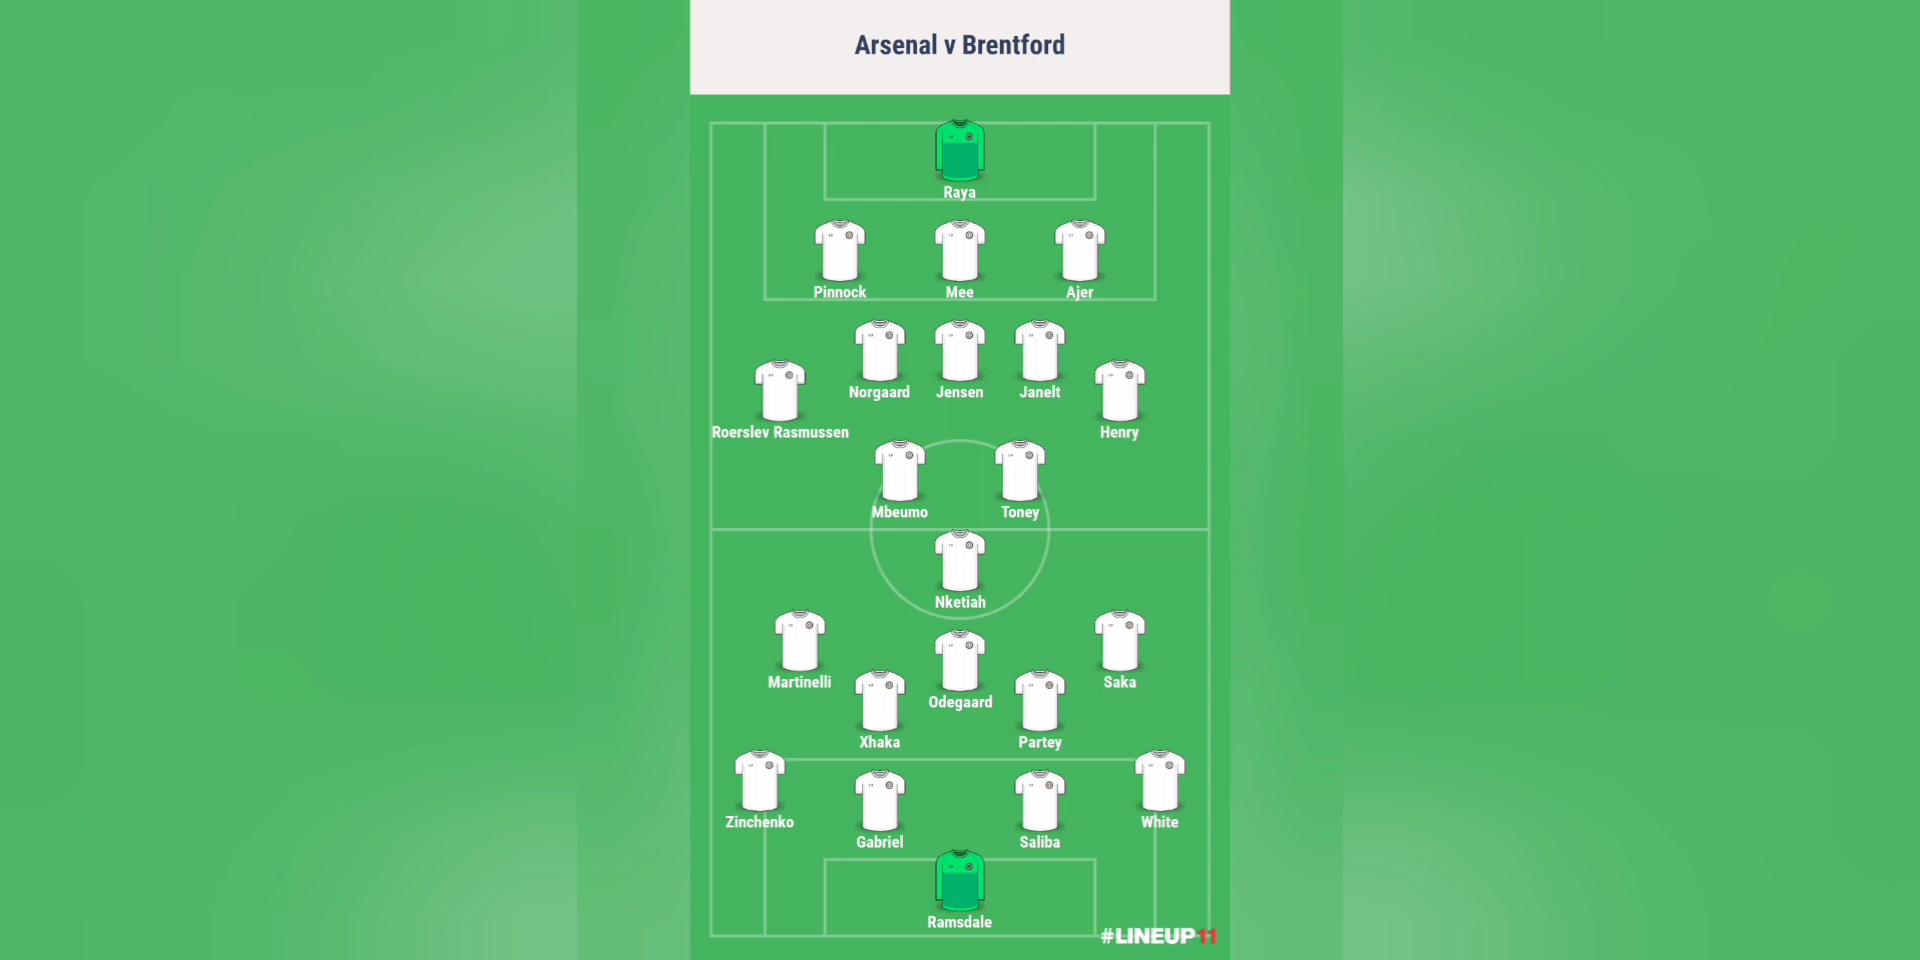 Arsenal v Brentford
Raya
Pinnock Mee Ajer
Norgaard Jensen Janelt
Roerslev Rasmussen Henry
Mbeumo Toney
Nketiah
Martinelli Saka
Odegaard
Xhaka Partey
Zinchenko White
Gabriel Saliba
Ramsdale
#LINEUP11